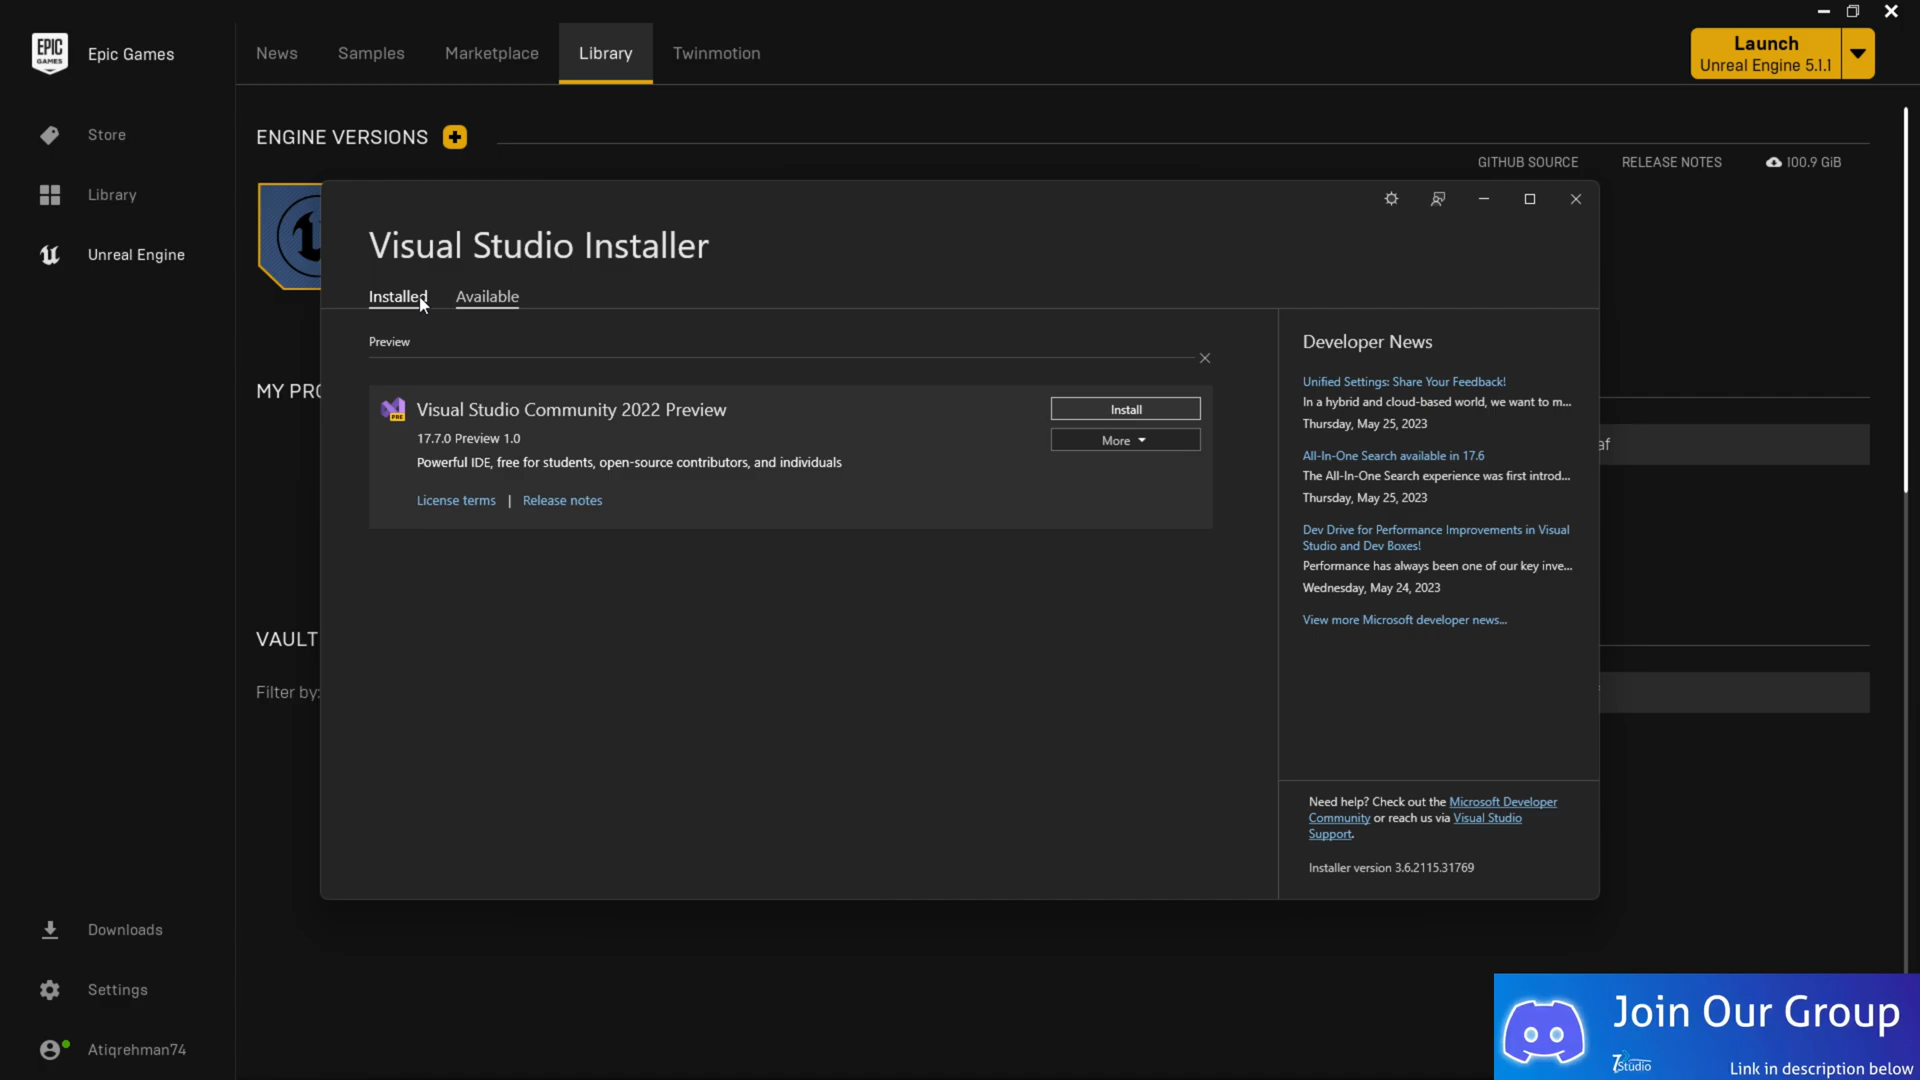 EPIC
GAMES
Epic Games
News
Samples
Marketplace
Library
Twinmotion
Launch
Unreal Engine 5.1.1
Store
Library
Unreal Engine
Downloads
Settings
Atiqrehman74
ENGINE VERSIONS
GITHUB SOURCE
RELEASE NOTES
100.9 GiB
MY PRO
VAULT
Filter by:
af
Visual Studio Installer
Installed
Available
Preview
PRE
Visual Studio Community 2022 Preview
17.7.0 Preview 1.0
Powerful IDE, free for students, open-source contributors, and individuals
License terms | Release notes
Install
More
Developer News
Unified Settings: Share Your Feedback!
In a hybrid and cloud-based world, we want to m...
Thursday, May 25, 2023
All-In-One Search available in 17.6
The All-In-One Search experience was first introd...
Thursday, May 25, 2023
Dev Drive for Performance Improvements in Visual
Studio and Dev Boxes!
Performance has always been one of our key inve...
Wednesday, May 24, 2023
View more Microsoft developer news...
Need help? Check out the Microsoft Developer
Community or reach us via Visual Studio
Support.
Installer version 3.6.2115.31769
Join Our Group
7Studio
Link in description below